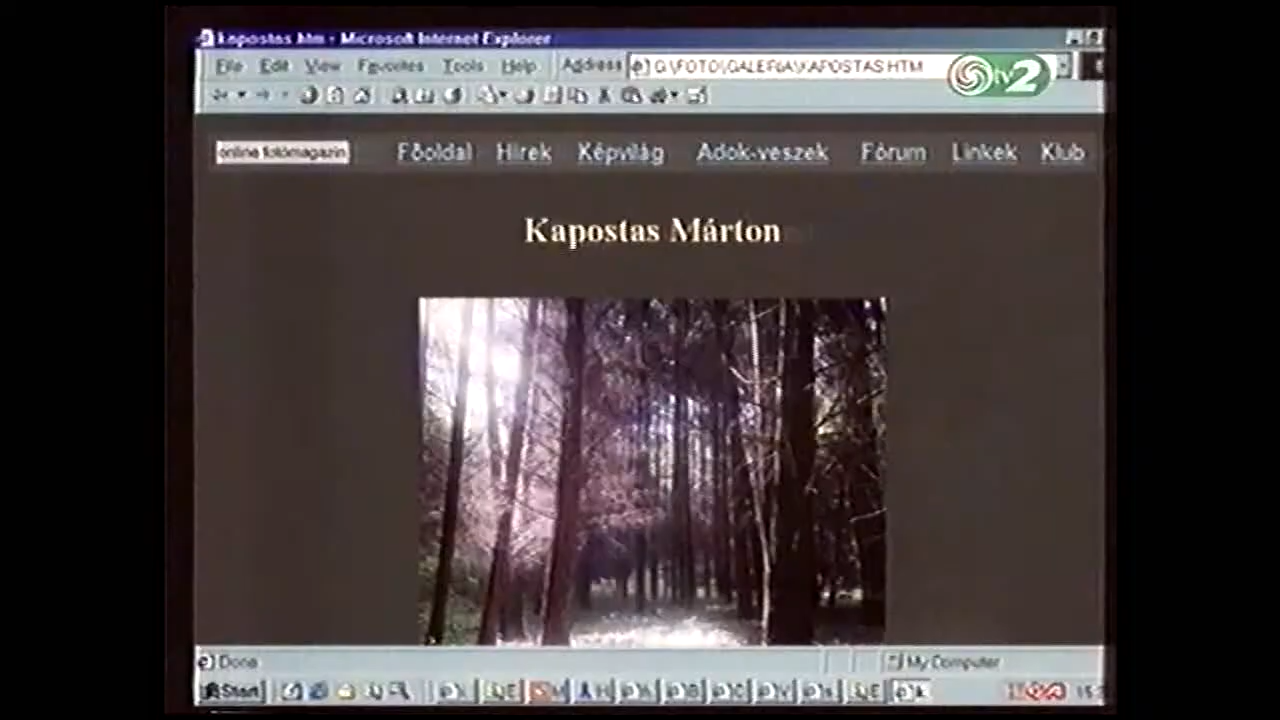 kapostas.htm - Microsoft Internet Explorer
File Edit View Favorites Tools Help Address G:\FOTO\GALERIA\KAPOSTAS.HTM
tv2
online fotómagazin Főoldal Hírek Képvilág Adok-veszek Fórum Linkek Klub
Kapostas Márton
Done My Computer
Start